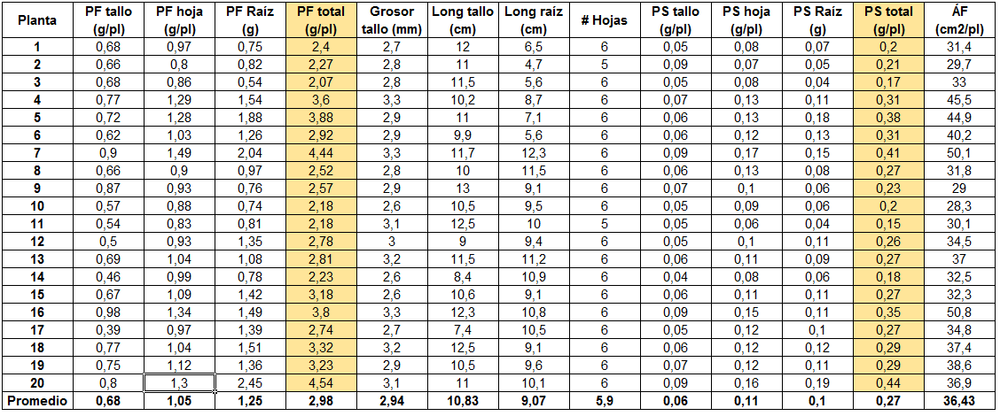 Planta PF tallo (g/pl) PF hoja (g/pl) PF Raíz (g) PF total (g/pl) Grosor tallo (mm) Long tallo (cm) Long raíz (cm) # Hojas PS tallo (g/pl) PS hoja (g/pl) PS Raíz (g) PS total (g/pl) ÁF (cm2/pl)
1 0,68 0,97 0,75 2,4 2,7 12 6,5 6 0,05 0,08 0,07 0,2 31,4
2 0,66 0,8 0,82 2,27 2,8 11 4,7 5 0,09 0,07 0,05 0,21 29,7
3 0,68 0,86 0,54 2,07 2,8 11,5 5,6 6 0,05 0,08 0,04 0,17 33
4 0,77 1,29 1,54 3,6 3,3 10,2 8,7 6 0,07 0,13 0,11 0,31 45,5
5 0,72 1,28 1,88 3,88 2,9 11 7,1 6 0,06 0,13 0,18 0,38 44,9
6 0,62 1,03 1,26 2,92 2,9 9,9 5,6 6 0,06 0,12 0,13 0,31 40,2
7 0,9 1,49 2,04 4,44 3,3 11,7 12,3 6 0,09 0,17 0,15 0,41 50,1
8 0,66 0,9 0,97 2,52 2,8 10 11,5 6 0,06 0,13 0,08 0,27 31,8
9 0,87 0,93 0,76 2,57 2,9 13 9,1 6 0,07 0,1 0,06 0,23 29
10 0,57 0,88 0,74 2,18 2,6 10,5 9,5 6 0,05 0,09 0,06 0,2 28,3
11 0,54 0,83 0,81 2,18 3,1 12,5 10 5 0,05 0,06 0,04 0,15 30,1
12 0,5 0,93 1,35 2,78 3 9 9,4 6 0,05 0,1 0,11 0,26 34,5
13 0,69 1,04 1,08 2,81 3,2 11,5 11,2 6 0,06 0,11 0,09 0,27 37
14 0,46 0,99 0,78 2,23 2,6 8,4 10,9 6 0,04 0,08 0,06 0,18 32,5
15 0,67 1,09 1,42 3,18 2,6 10,6 9,1 6 0,06 0,11 0,11 0,27 32,3
16 0,98 1,34 1,49 3,8 3,3 12,3 10,8 6 0,09 0,15 0,11 0,35 50,8
17 0,39 0,97 1,39 2,74 2,7 7,4 10,5 6 0,05 0,12 0,1 0,27 34,8
18 0,77 1,04 1,51 3,32 3,2 12,5 9,1 6 0,06 0,12 0,12 0,29 37,4
19 0,75 1,12 1,36 3,23 2,9 10,5 9,6 6 0,07 0,12 0,11 0,29 38,6
20 0,8 1,3 2,45 4,54 3,1 11 10,1 6 0,09 0,16 0,19 0,44 36,9
Promedio 0,68 1,05 1,25 2,98 2,94 10,83 9,07 5,9 0,06 0,11 0,1 0,27 36,43